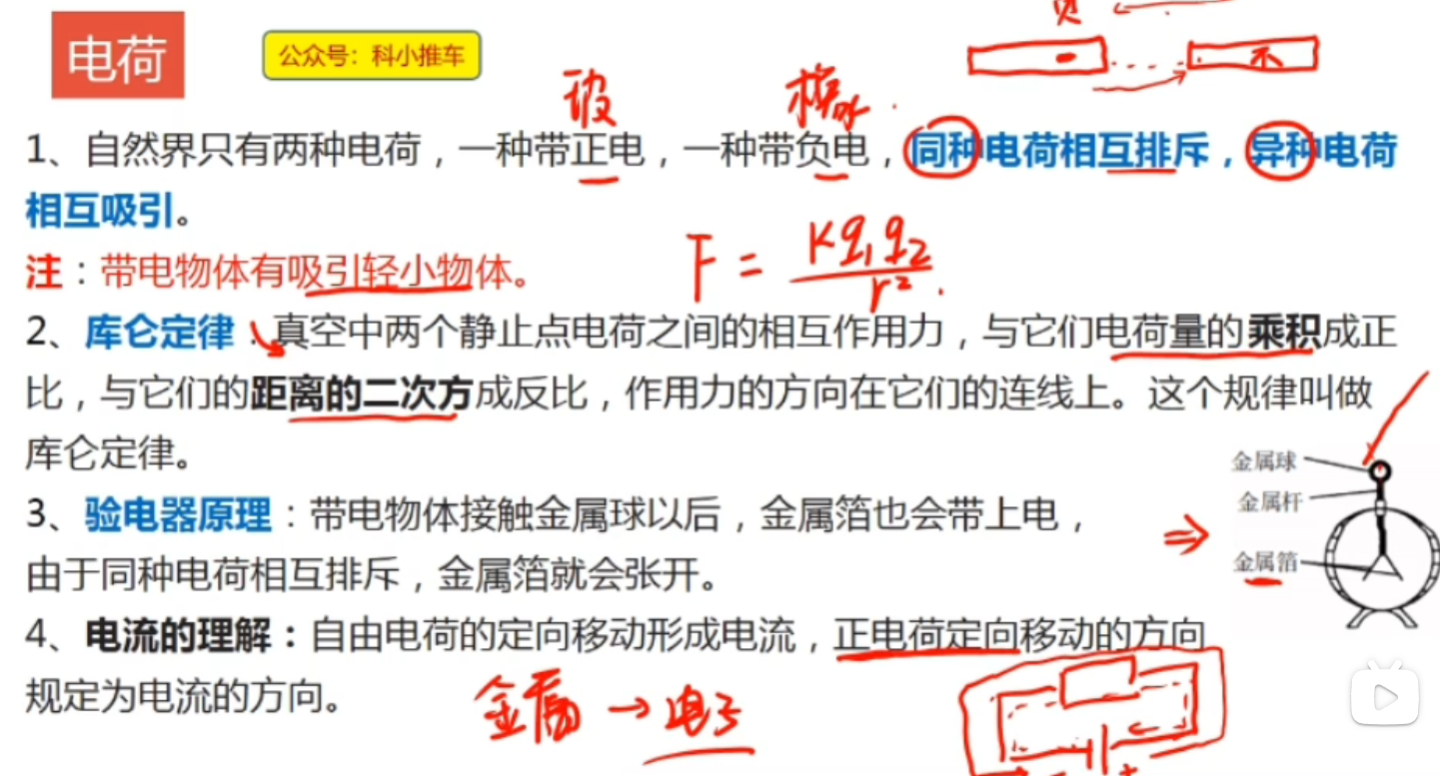 负
电荷
公众号：科小推车
不
玻
橡
1、自然界只有两种电荷，一种带正电，一种带负电，同种电荷相互排斥，异种电荷
相互吸引。
F = Kq₁q₂/r²
注：带电物体有吸引轻小物体。
2、库仑定律：真空中两个静止点电荷之间的相互作用力，与它们电荷量的乘积成正
比，与它们的距离的二次方成反比，作用力的方向在它们的连线上。这个规律叫做
库仑定律。
金属球
金属杆
金属箔
3、验电器原理：带电物体接触金属球以后，金属箔也会带上电，
由于同种电荷相互排斥，金属箔就会张开。
4、电流的理解：自由电荷的定向移动形成电流，正电荷定向移动的方向
规定为电流的方向。
金属→电子